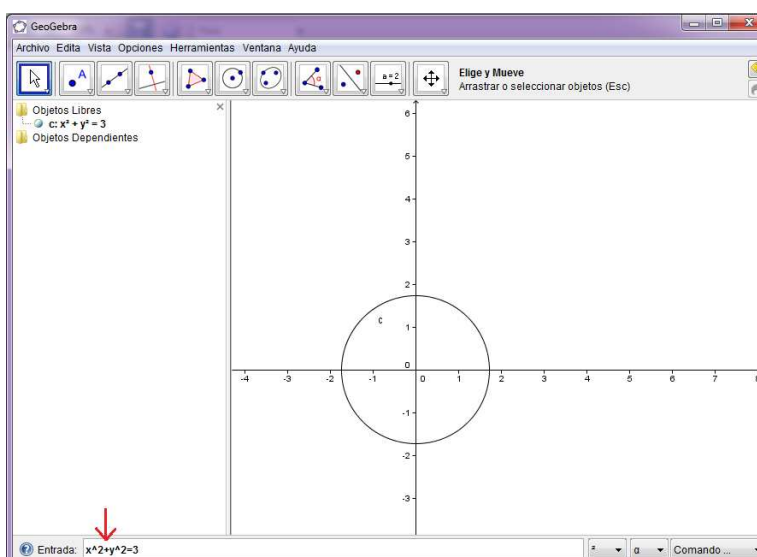 GeoGebra
Archivo Edita Vista Opciones Herramientas Ventana Ayuda
A
α
a=2
Elige y Mueve
Arrastrar o seleccionar objetos (Esc)
Objetos Libres
c: x² + y² = 3
Objetos Dependientes
6
5
4
3
2
1
0
-4 -3 -2 -1 0 1 2 3 4 5 6 7
-1
-2
-3
c
Entrada: x^2+y^2=3
² α Comando ...